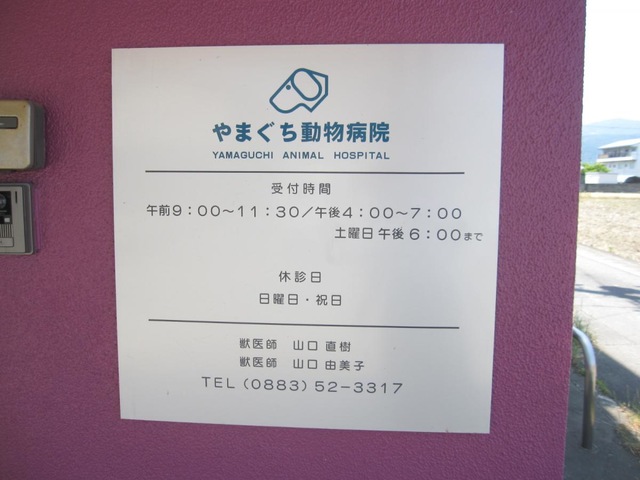 やまぐち動物病院
YAMAGUCHI ANIMAL HOSPITAL
受付時間
午前9：00～11：30／午後4：00～7：00
土曜日午後6：00まで
休診日
日曜日・祝日
獣医師 山口 直樹
獣医師 山口 由美子
TEL（0883）52－3317